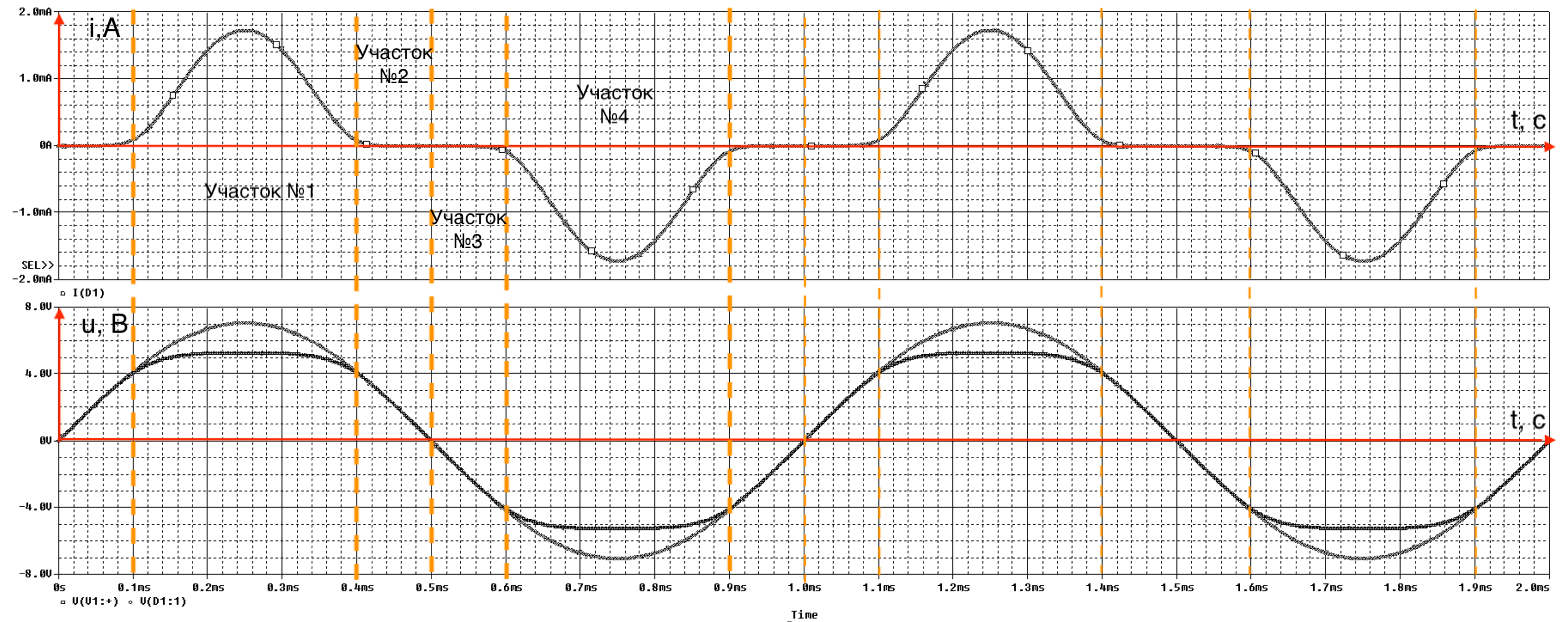 2.0mA
i,A
Участок
№2
1.0mA
Участок
№4
t, c
0A
Участок №1
-1.0mA
Участок
№3
SEL>>
-2.0mA
I(D1)
8.0V
u, B
4.0V
t, c
0V
-4.0V
-8.0V
0s 0.1ms 0.2ms 0.3ms 0.4ms 0.5ms 0.6ms 0.7ms 0.8ms 0.9ms 1.0ms 1.1ms 1.2ms 1.3ms 1.4ms 1.5ms 1.6ms 1.7ms 1.8ms 1.9ms 2.0ms
V(V1:+) V(D1:1)
Time